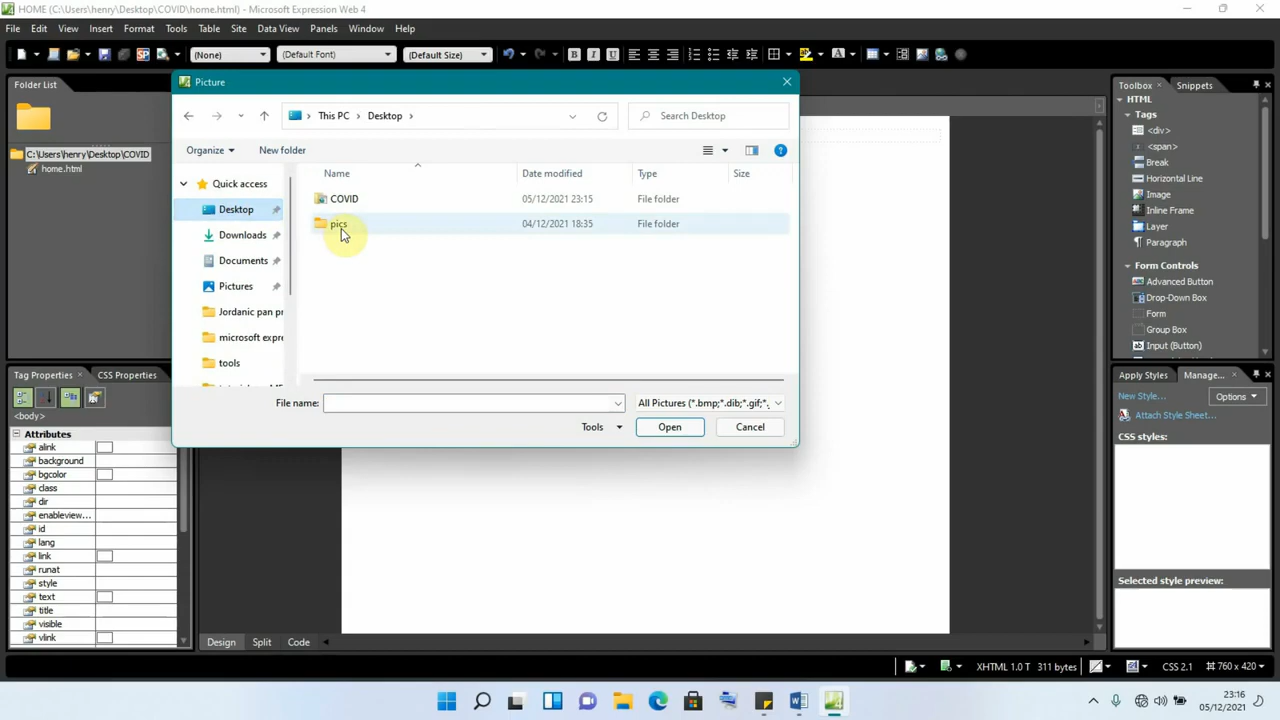 HOME (C:\Users\henry\Desktop\COVID\home.html) - Microsoft Expression Web 4
File Edit View Insert Format Tools Table Site Data View Panels Window Help
(None) (Default Font) (Default Size) B I U A
Folder List
C:\Users\henry\Desktop\COVID
home.html
Picture
This PC Desktop Search Desktop
Organize New folder
Name Date modified Type Size
Quick access
Desktop
Downloads
Documents
Pictures
Jordanic pan pr
microsoft expre
tools
COVID 05/12/2021 23:15 File folder
pics 04/12/2021 18:35 File folder
File name: All Pictures (*.bmp;*.dib;*.gif;*.
Tools Open Cancel
Toolbox Snippets
HTML
Tags
<div>
<span>
Break
Horizontal Line
Image
Inline Frame
Layer
Paragraph
Form Controls
Advanced Button
Drop-Down Box
Form
Group Box
Input (Button)
Tag Properties CSS Properties
<body>
Attributes
alink
background
bgcolor
class
dir
enableview...
id
lang
link
runat
style
text
title
visible
vlink
Apply Styles Manage...
New Style... Options
Attach Style Sheet...
CSS styles:
Selected style preview:
Design Split Code
XHTML 1.0 T 311 bytes CSS 2.1 760 x 420
23:16
05/12/2021